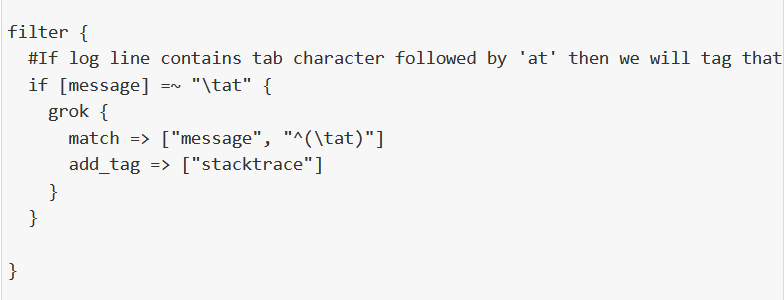 filter {
  #If log line contains tab character followed by 'at' then we will tag that
  if [message] =~ "\tat" {
    grok {
      match => ["message", "^(\tat)"]
      add_tag => ["stacktrace"]
    }
  }
}